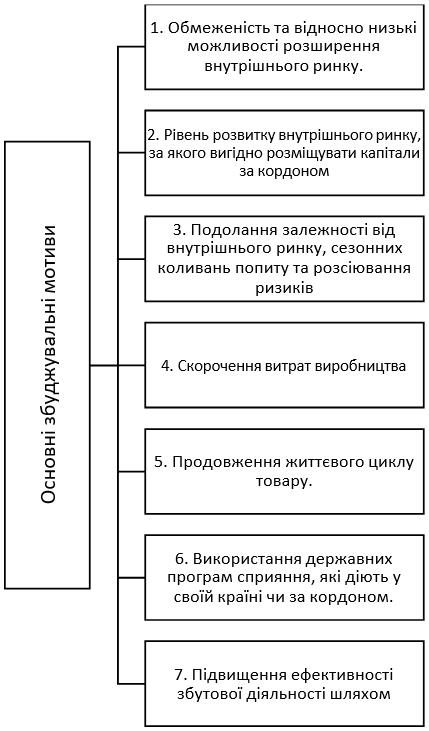 Основні збуджувальні мотиви
1. Обмеженість та відносно низькі
можливості розширення
внутрішнього ринку.
2. Рівень розвитку внутрішнього ринку,
за якого вигідно розміщувати капітали
за кордоном
3. Подолання залежності від
внутрішнього ринку, сезонних
коливань попиту та розсіювання
ризиків
4. Скорочення витрат виробництва
5. Продовження життєвого циклу
товару.
6. Використання державних
програм сприяння, які діють у
своїй країні чи за кордоном.
7. Підвищення ефективності
збутової діяльності шляхом